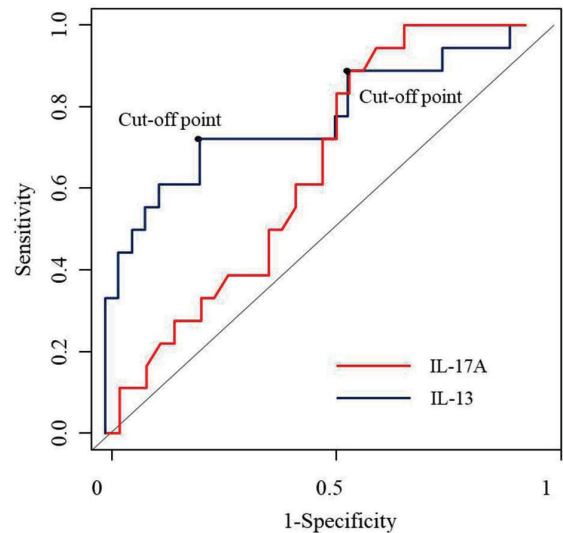 1.0
0.8
0.6
0.4
0.2
0.0
Sensitivity
Cut-off point
Cut-off point
IL-17A
IL-13
0 0.5 1
1-Specificity